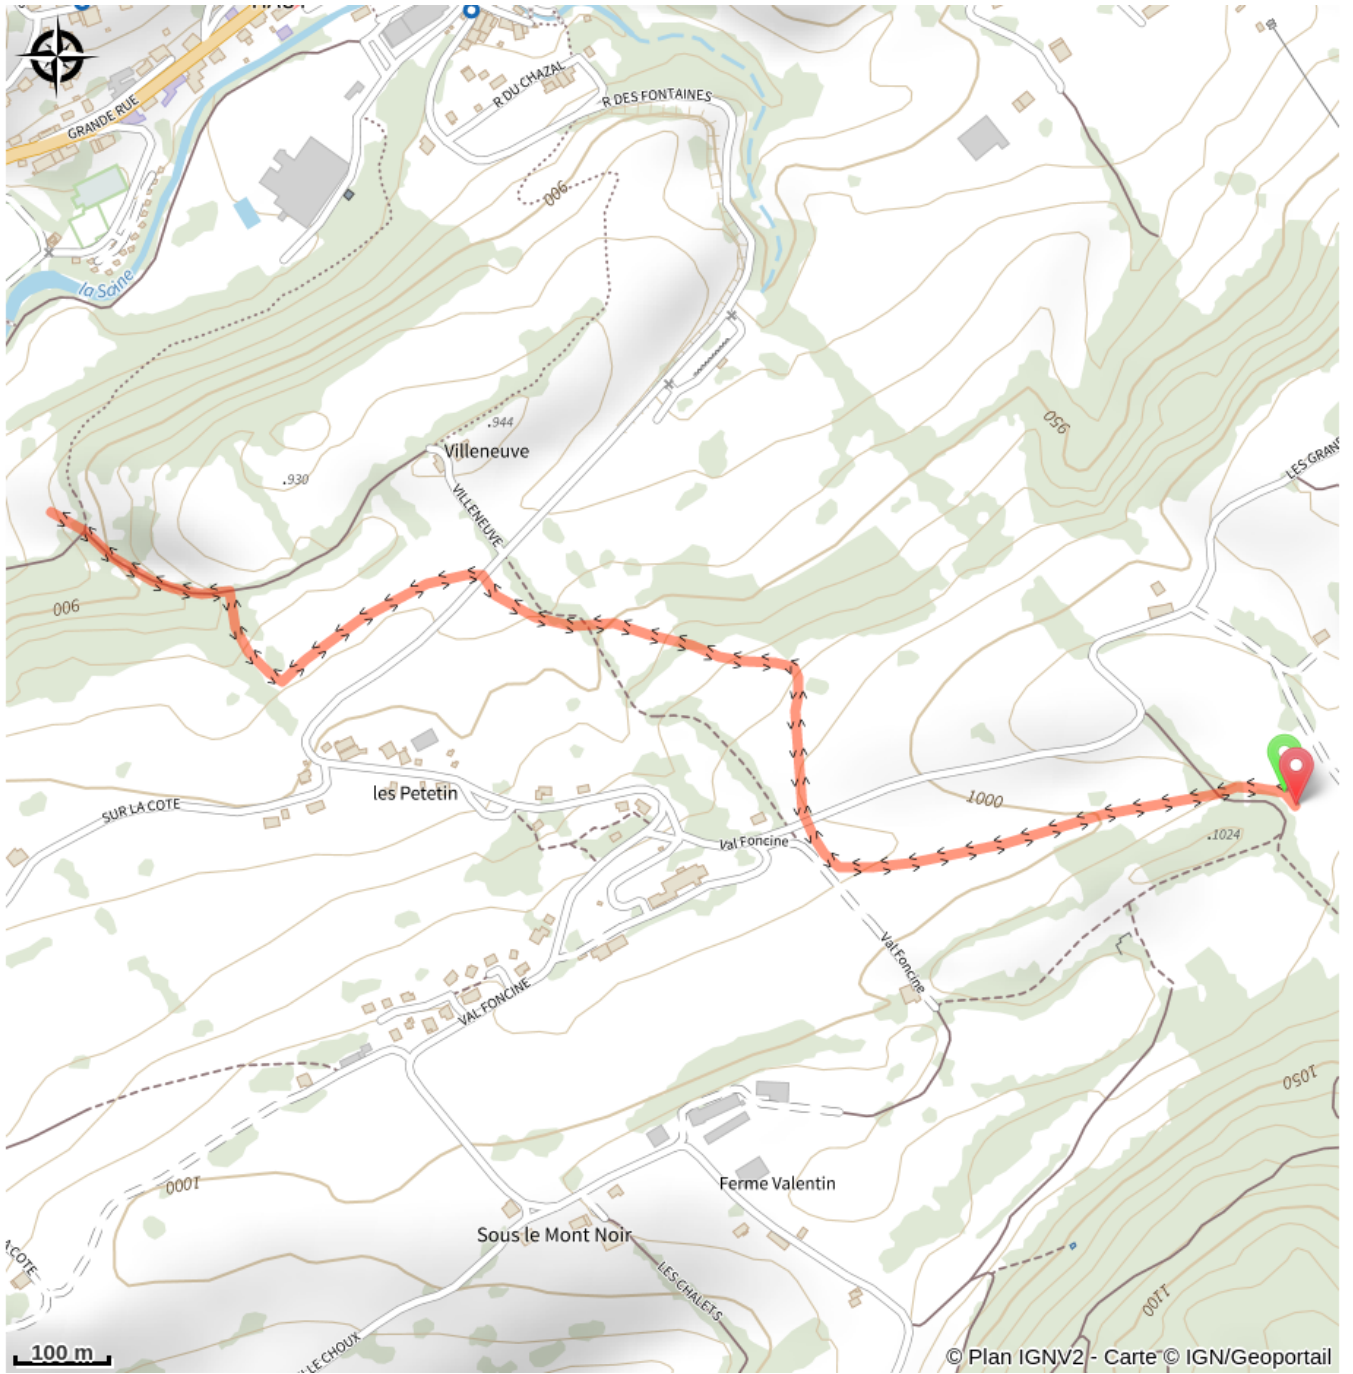 R DU CHAZAL
R DES FONTAINES
GRANDE RUE
900
la Saine
950
.944
Villeneuve
LES GRAN
.930
VILLENEUVE
900
les Petetin
1000
SUR LA COTE
.1024
Val Foncine
Val Foncine
VAL FONCINE
1050
1000
Ferme Valentin
Sous le Mont Noir
A COTE
LES CHALETS
1100
LLE CHOUX
100 m
© Plan IGNV2 - Carte © IGN/Geoportail